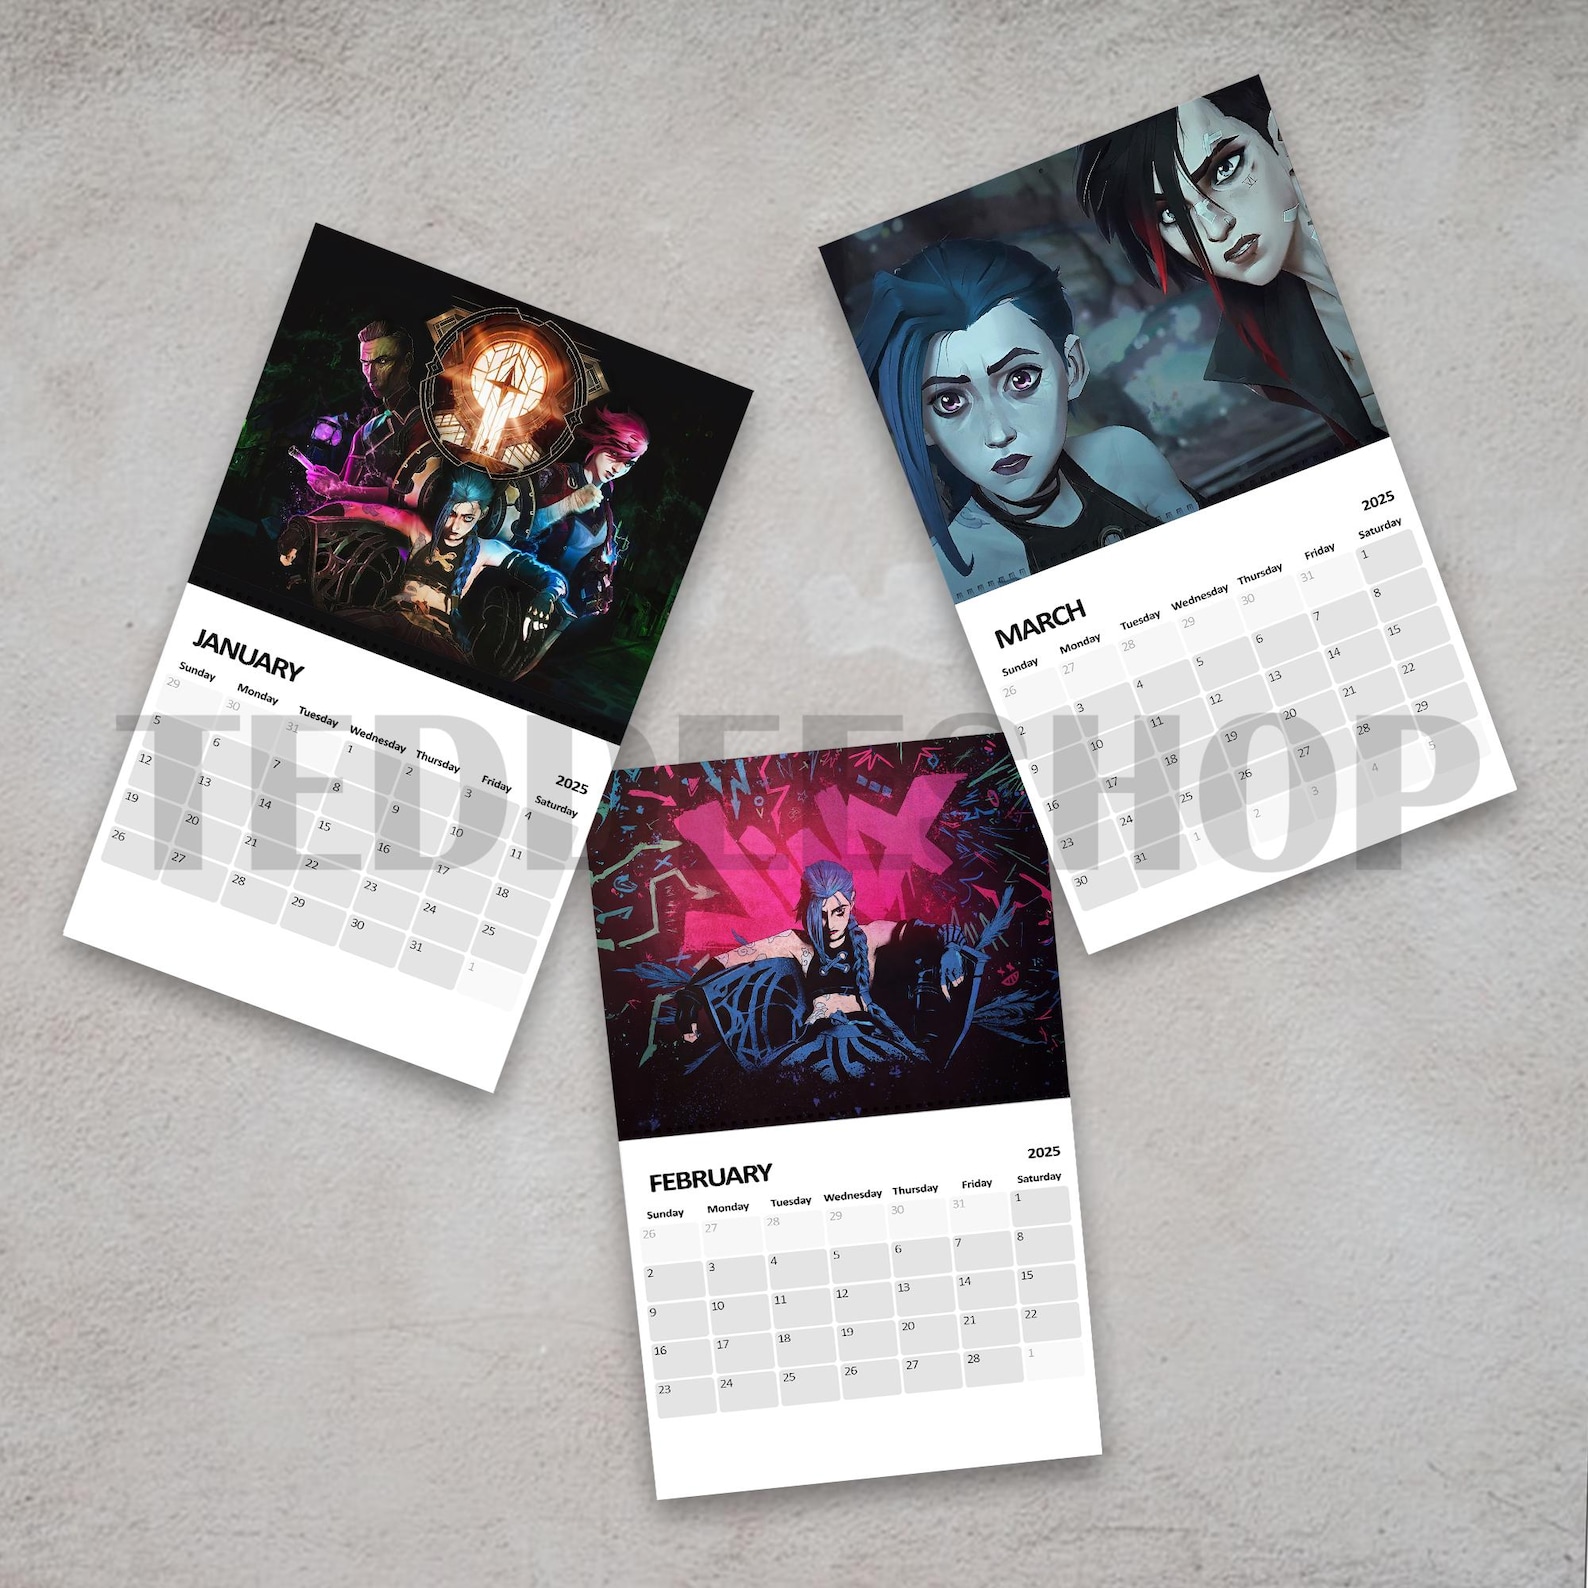 JANUARY
2025
Sunday Monday Tuesday Wednesday Thursday Friday Saturday
29 30 31 1 2 3 4
5 6 7 8 9 10 11
12 13 14 15 16 17 18
19 20 21 22 23 24 25
26 27 28 29 30 31 1
MARCH
2025
Sunday Monday Tuesday Wednesday Thursday Friday Saturday
26 27 28 29 30 31 1
2 3 4 5 6 7 8
9 10 11 12 13 14 15
16 17 18 19 20 21 22
23 24 25 26 27 28 29
30 31 1 2 3 4 5
TEDDEESHOP
JINX
FEBRUARY
2025
Sunday Monday Tuesday Wednesday Thursday Friday Saturday
26 27 28 29 30 31 1
2 3 4 5 6 7 8
9 10 11 12 13 14 15
16 17 18 19 20 21 22
23 24 25 26 27 28 1